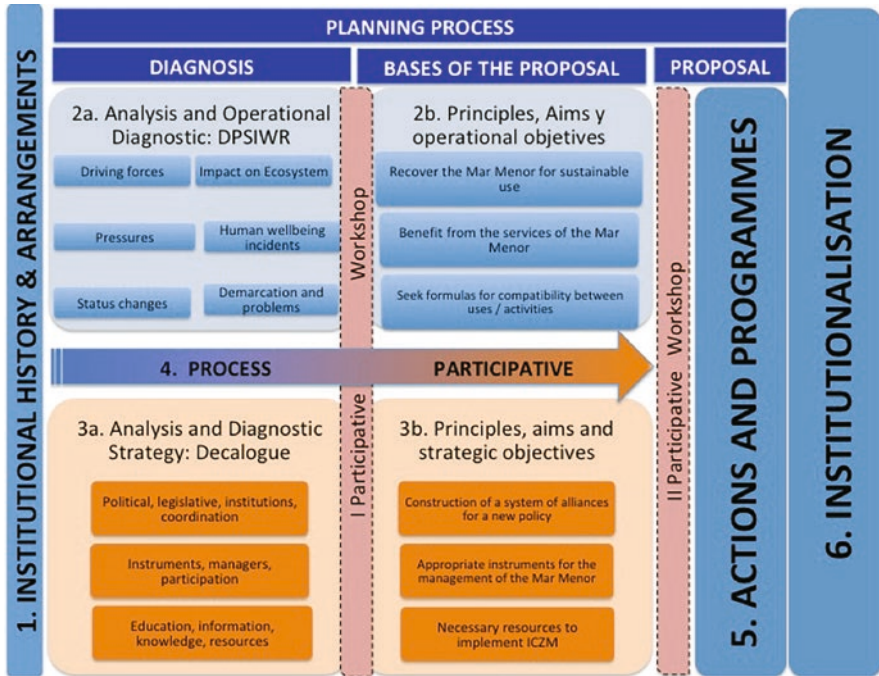 1. INSTITUTIONAL HISTORY & ARRANGEMENTS
PLANNING PROCESS
DIAGNOSIS
BASES OF THE PROPOSAL
PROPOSAL
2a. Analysis and Operational
Diagnostic: DPSIWR
Driving forces
Impact on Ecosystem
Pressures
Human wellbeing
incidents
Status changes
Demarcation and
problems
I Participative Workshop
2b. Principles, Aims y
operational objetives
Recover the Mar Menor for sustainable
use
Benefit from the services of the Mar
Menor
Seek formulas for compatibility between
uses / activities
4. PROCESS PARTICIPATIVE
3a. Analysis and Diagnostic
Strategy: Decalogue
Political, legislative, institutions,
coordination
Instruments, managers,
participation
Education, information,
knowledge, resources
3b. Principles, aims and
strategic objectives
Construction of a system of alliances
for a new policy
Appropriate instruments for the
management of the Mar Menor
Necessary resources to
implement ICZM
II Participative Workshop
5. ACTIONS AND PROGRAMMES
6. INSTITUTIONALISATION